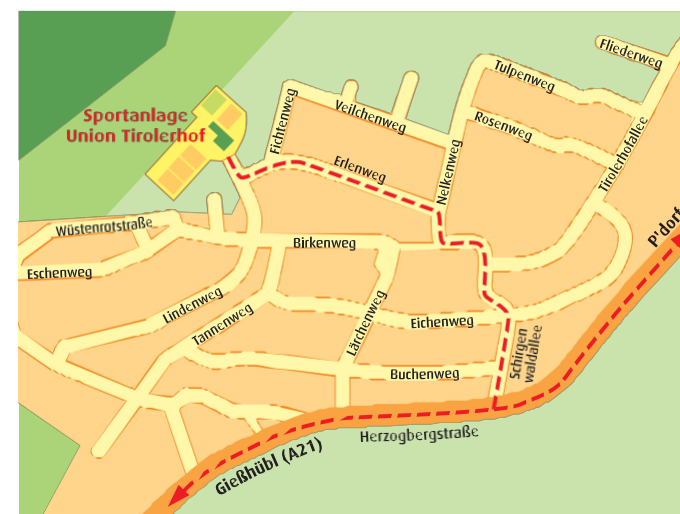 Fliederweg
Tulpenweg
Sportanlage
Union Tirolerhof
Fichtenweg
Veilchenweg
Rosenweg
Tirolerhofallee
Erlenweg
Nelkenweg
Wüstenrotstraße
P'dorf
Birkenweg
Eschenweg
Lindenweg
Tannenweg
Lärchenweg
Eichenweg
Schirgen
waldallee
Buchenweg
Herzogbergstraße
Gießhübl (A21)